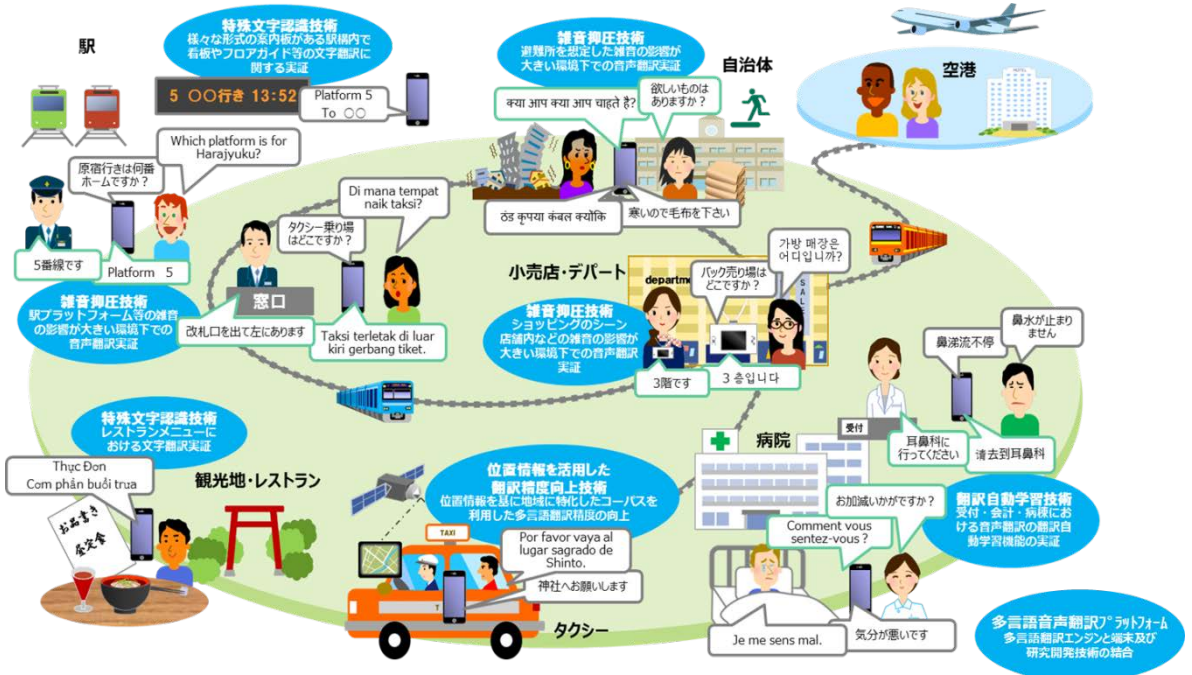 駅
特殊文字認識技術
様々な形式の案内板がある駅構内で
看板やフロアガイド等の文字翻訳に
関する実証
5 〇〇行き 13:52
Platform 5
To 〇〇
Which platform is for
Harajyuku?
原宿行きは何番
ホームですか？
5番線です
Platform 5
雑音抑圧技術
駅プラットフォーム等の雑音
の影響が大きい環境下での
音声翻訳実証
Di mana tempat
naik taksi?
タクシー乗り場
はどこですか？
窓口
改札口を出て左にあります
Taksi terletak di luar
kiri gerbang tiket.
雑音抑圧技術
避難所を想定した雑音の影響が
大きい環境下での音声翻訳実証
自治体
क्या आप क्या आप चाहते है?
欲しいものは
ありますか？
ठंड कृपया कंबल क्योंकि
寒いので毛布を下さい
空港
小売店・デパート
departme
SAL
가방 매장은
어디입니까?
バック売り場は
どこですか？
3階です
3 층입니다
雑音抑圧技術
ショッピングのシーン
店舗内などの雑音の影響が
大きい環境下での音声翻訳
実証
病院
受付
鼻水が止まり
ません
鼻涕流不停
耳鼻科に
行ってください
请去到耳鼻科
お加減いかがですか？
Comment vous
sentez-vous ?
Je me sens mal.
気分が悪いです
翻訳自動学習技術
受付・会計・病棟にお
ける音声翻訳の翻訳自
動学習機能の実証
特殊文字認識技術
レストランメニューに
おける文字翻訳実証
観光地・レストラン
Thực Đơn
Cơm phần buổi trưa
お品書き
昼定食
位置情報を活用した
翻訳精度向上技術
位置情報を基に地域に特化したコーパスを
利用した多言語翻訳精度の向上
TAXI
T
Por favor vaya al
lugar sagrado de
Shinto.
神社へお願いします
タクシー
多言語音声翻訳ﾌﾟﾗｯﾄﾌｫｰﾑ
多言語翻訳エンジンと端末及び
研究開発技術の結合